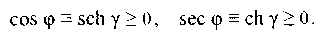 cos φ ≡ sch γ ≥ 0, sec φ ≡ ch γ ≥ 0.